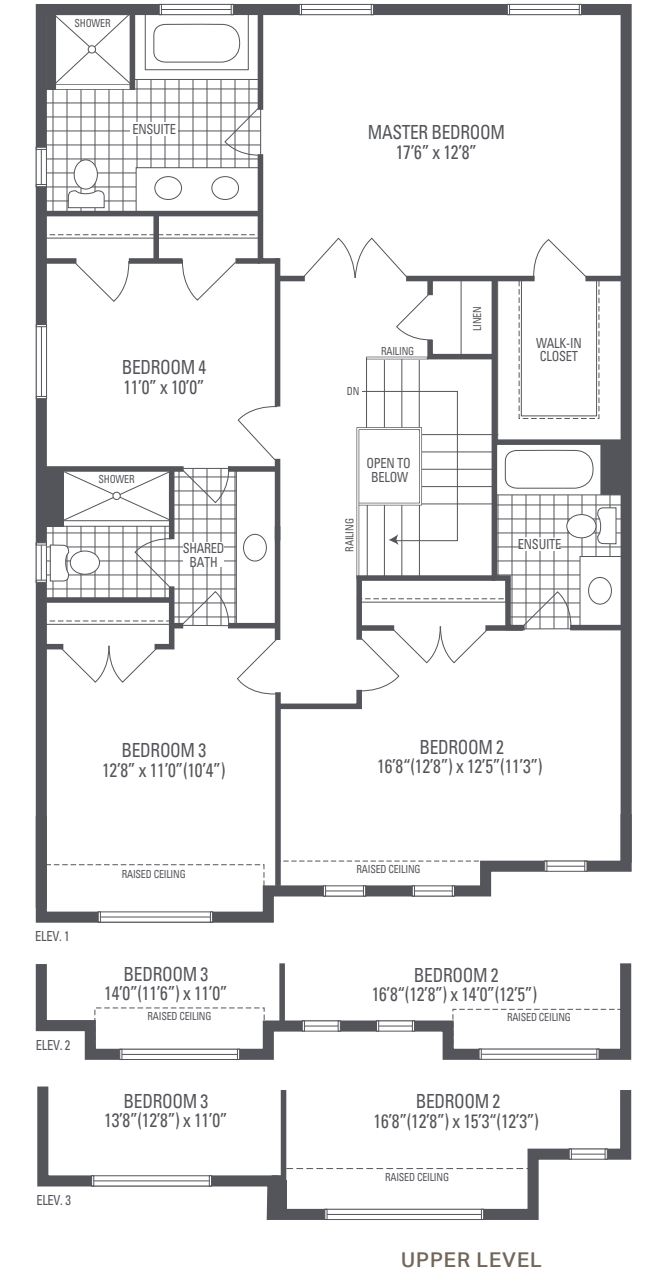 SHOWER
ENSUITE
MASTER BEDROOM
17'6" x 12'8"
LINEN
WALK-IN
CLOSET
RAILING
BEDROOM 4
11'0" x 10'0"
DN
OPEN TO
BELOW
SHOWER
RAILING
SHARED
BATH
ENSUITE
BEDROOM 3
12'8" x 11'0"(10'4")
BEDROOM 2
16'8"(12'8") x 12'5"(11'3")
RAISED CEILING
RAISED CEILING
ELEV. 1
BEDROOM 3
14'0"(11'6") x 11'0"
RAISED CEILING
BEDROOM 2
16'8"(12'8") x 14'0"(12'5")
RAISED CEILING
ELEV. 2
BEDROOM 3
13'8"(12'8") x 11'0"
BEDROOM 2
16'8"(12'8") x 15'3"(12'3")
RAISED CEILING
ELEV. 3
UPPER LEVEL